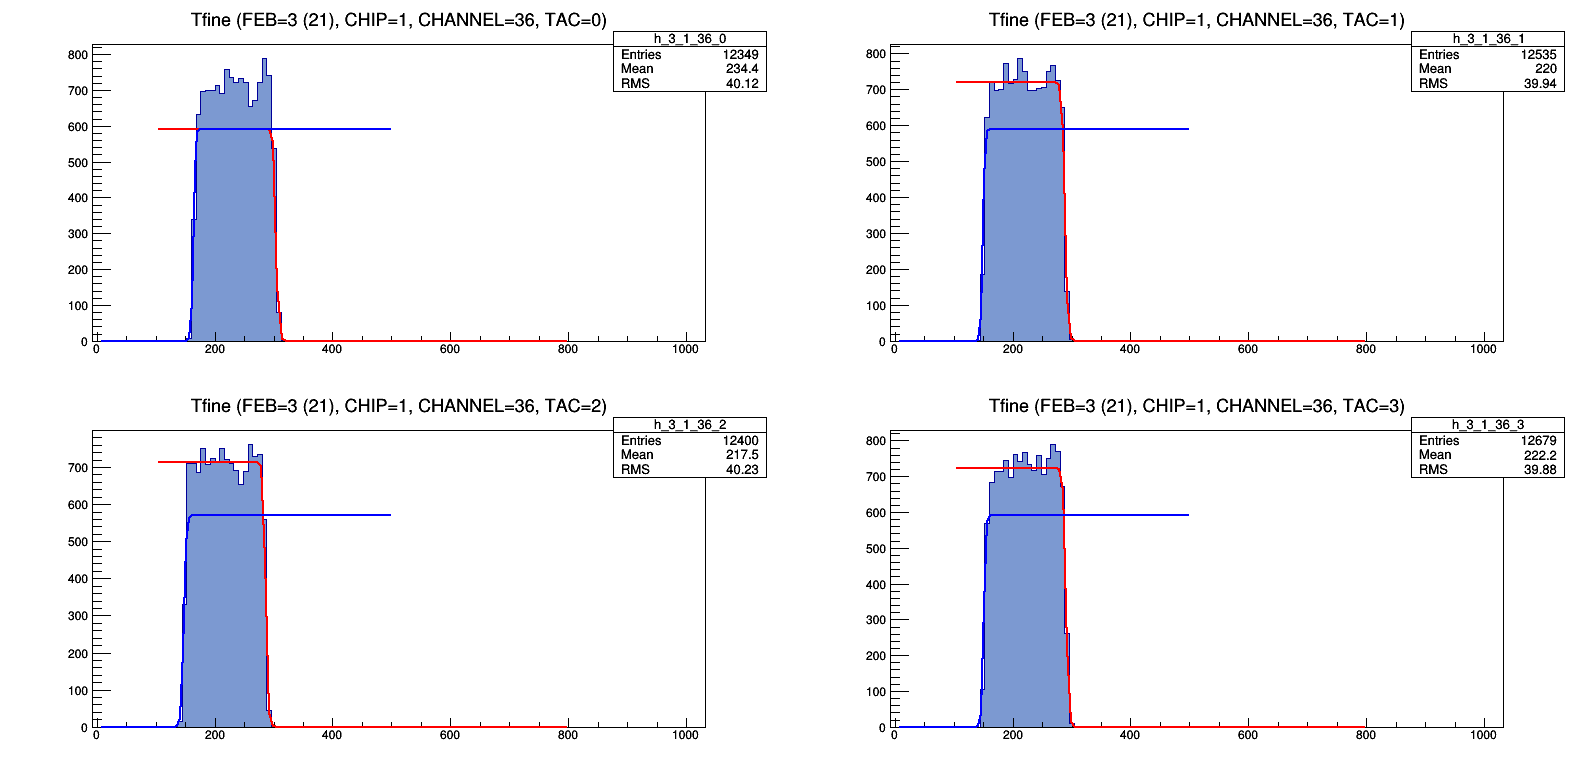 Tfine (FEB=3 (21), CHIP=1, CHANNEL=36, TAC=0)
h_3_1_36_0
Entries 12349
Mean 234.4
RMS 40.12
800
700
600
500
400
300
200
100
0
0 200 400 600 800 1000
Tfine (FEB=3 (21), CHIP=1, CHANNEL=36, TAC=1)
h_3_1_36_1
Entries 12535
Mean 220
RMS 39.94
800
700
600
500
400
300
200
100
0
0 200 400 600 800 1000
Tfine (FEB=3 (21), CHIP=1, CHANNEL=36, TAC=2)
h_3_1_36_2
Entries 12400
Mean 217.5
RMS 40.23
700
600
500
400
300
200
100
0
0 200 400 600 800 1000
Tfine (FEB=3 (21), CHIP=1, CHANNEL=36, TAC=3)
h_3_1_36_3
Entries 12679
Mean 222.2
RMS 39.88
800
700
600
500
400
300
200
100
0
0 200 400 600 800 1000